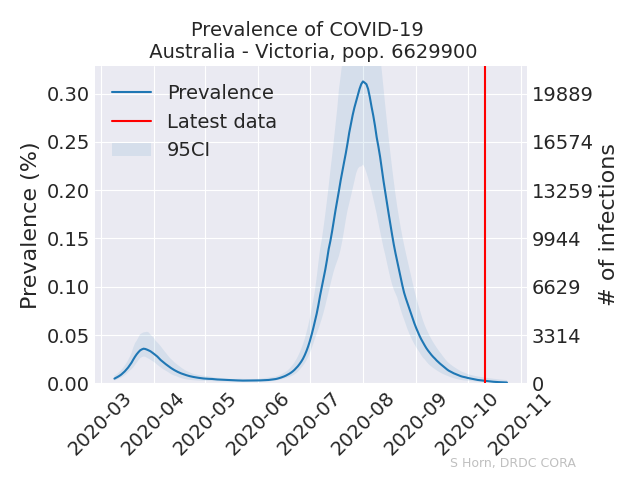 Prevalence of COVID-19
Australia - Victoria, pop. 6629900
Prevalence
Latest data
95CI
Prevalence (%)
0.30
0.25
0.20
0.15
0.10
0.05
0.00
19889
16574
13259
9944
6629
3314
0
# of infections
2020-03
2020-04
2020-05
2020-06
2020-07
2020-08
2020-09
2020-10
2020-11
S Horn, DRDC CORA